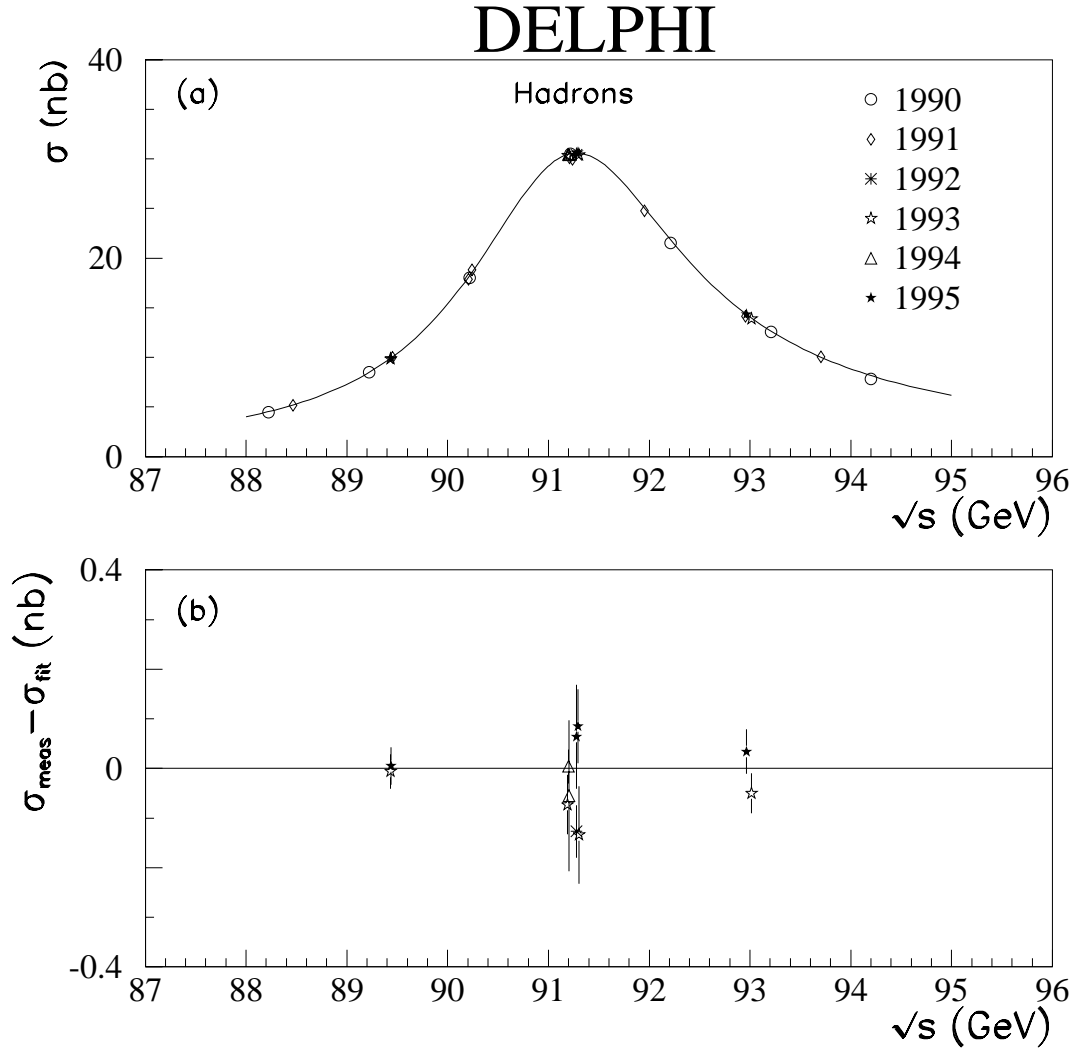 DELPHI
40
20
0
σ (nb)
(a)
Hadrons
1990
1991
1992
1993
1994
1995
87 88 89 90 91 92 93 94 95 96
√s (GeV)
0.4
0
-0.4
σmeas−σfit (nb)
(b)
87 88 89 90 91 92 93 94 95 96
√s (GeV)